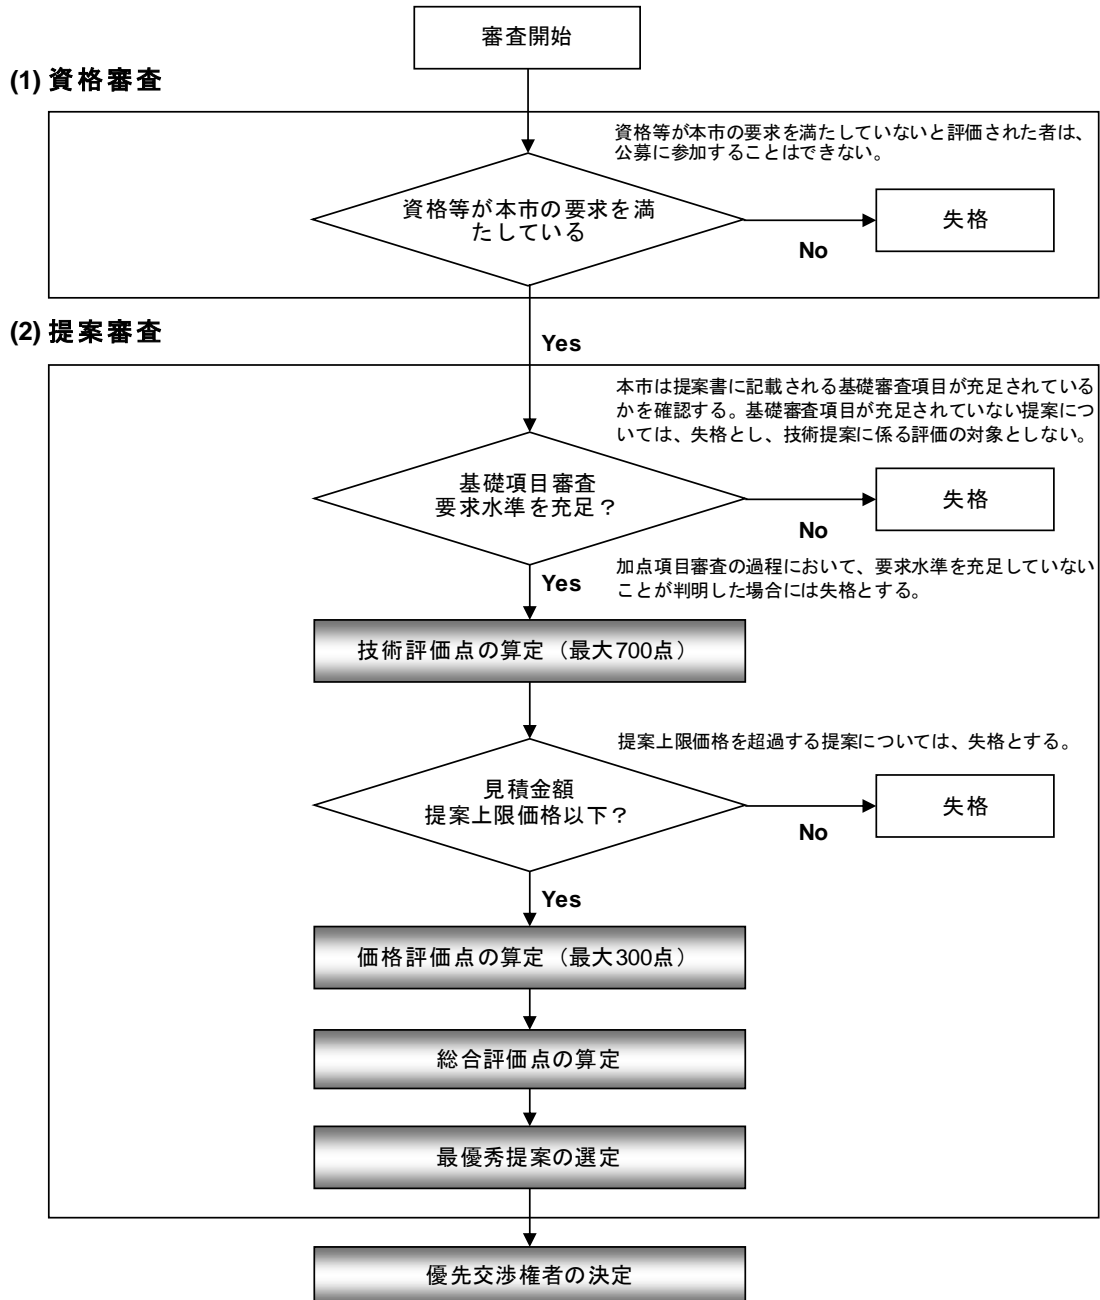 審査開始
(1) 資格審査
資格等が本市の要求を満たしていないと評価された者は、
公募に参加することはできない。
資格等が本市の要求を満
たしている
失格
No
(2) 提案審査
Yes
本市は提案書に記載される基礎審査項目が充足されている
かを確認する。基礎審査項目が充足されていない提案につ
いては、失格とし、技術提案に係る評価の対象としない。
基礎項目審査
要求水準を充足？
失格
No
Yes
加点項目審査の過程において、要求水準を充足していない
ことが判明した場合には失格とする。
技術評価点の算定（最大700点）
提案上限価格を超過する提案については、失格とする。
見積金額
提案上限価格以下？
失格
No
Yes
価格評価点の算定（最大300点）
総合評価点の算定
最優秀提案の選定
優先交渉権者の決定